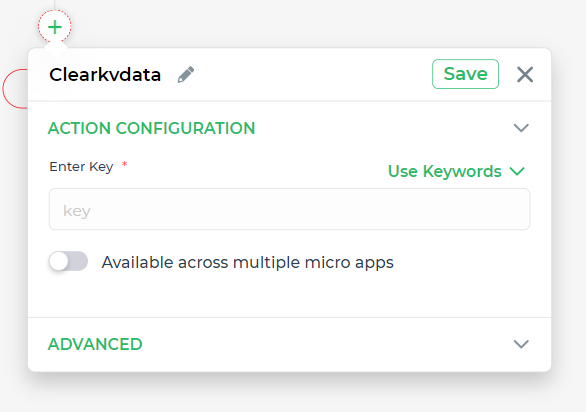 Clearkvdata
Save
ACTION CONFIGURATION
Enter Key *
Use Keywords
key
Available across multiple micro apps
ADVANCED